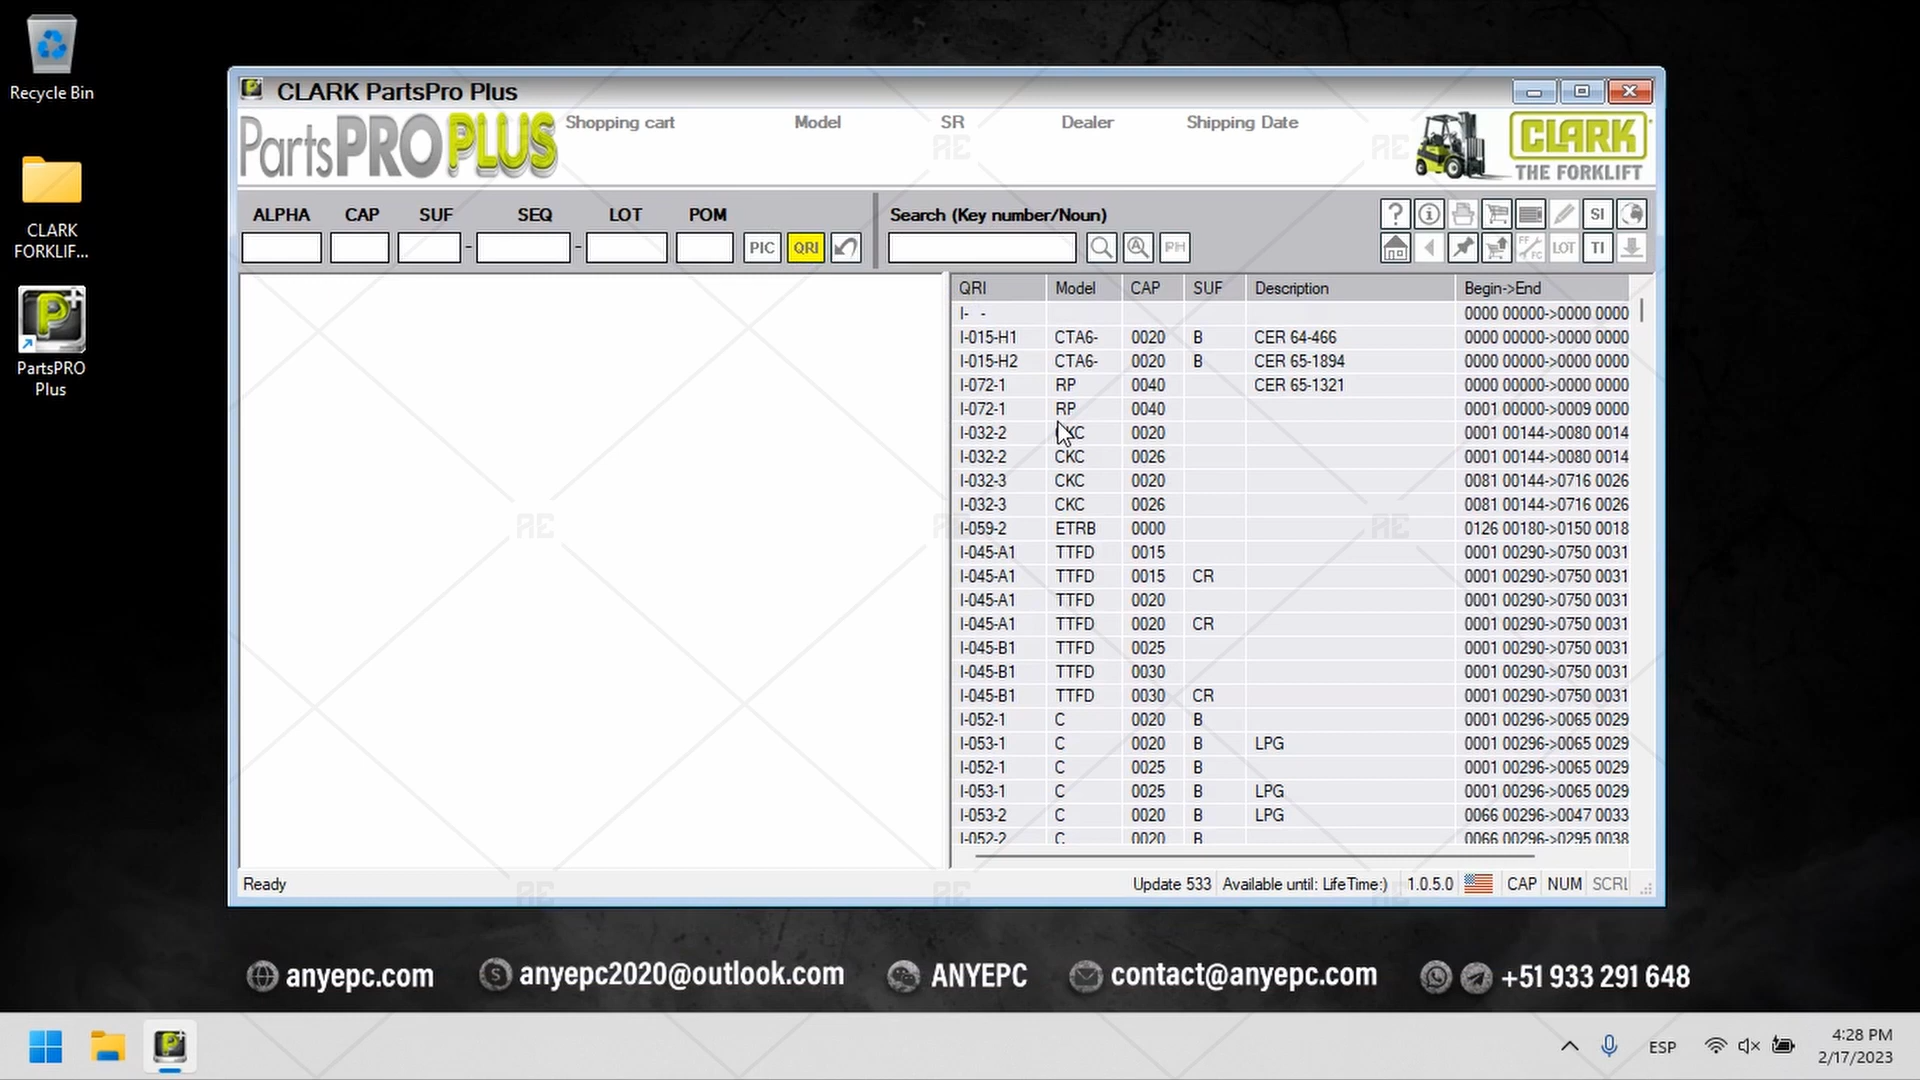 Recycle Bin
CLARK
FORKLIF...
PartsPRO
Plus
CLARK PartsPro Plus
PartsPROPLUS
Shopping cart Model SR Dealer Shipping Date
CLARK
THE FORKLIFT
ALPHA CAP SUF SEQ LOT POM
- - PIC QRI
Search (Key number/Noun)
PH
? i SI
FF FC LOT TI
QRI Model CAP SUF Description Begin->End
I- - 0000 00000->0000 0000
I-015-H1 CTA6- 0020 B CER 64-466 0000 00000->0000 0000
I-015-H2 CTA6- 0020 B CER 65-1894 0000 00000->0000 0000
I-072-1 RP 0040 CER 65-1321 0000 00000->0000 0000
I-072-1 RP 0040 0001 00000->0009 0000
I-032-2 CKC 0020 0001 00144->0080 0014
I-032-2 CKC 0026 0001 00144->0080 0014
I-032-3 CKC 0020 0081 00144->0716 0026
I-032-3 CKC 0026 0081 00144->0716 0026
I-059-2 ETRB 0000 0126 00180->0150 0018
I-045-A1 TTFD 0015 0001 00290->0750 0031
I-045-A1 TTFD 0015 CR 0001 00290->0750 0031
I-045-A1 TTFD 0020 0001 00290->0750 0031
I-045-A1 TTFD 0020 CR 0001 00290->0750 0031
I-045-B1 TTFD 0025 0001 00290->0750 0031
I-045-B1 TTFD 0030 0001 00290->0750 0031
I-045-B1 TTFD 0030 CR 0001 00290->0750 0031
I-052-1 C 0020 B 0001 00296->0065 0029
I-053-1 C 0020 B LPG 0001 00296->0065 0029
I-052-1 C 0025 B 0001 00296->0065 0029
I-053-1 C 0025 B LPG 0001 00296->0065 0029
I-053-2 C 0020 B LPG 0066 00296->0047 0033
I-052-2 C 0020 B 0066 00296->0295 0038
Ready Update 533 Available until: LifeTime:) 1.0.5.0 CAP NUM SCRL
anyepc.com anyepc2020@outlook.com ANYEPC contact@anyepc.com +51 933 291 648
ESP
4:28 PM
2/17/2023